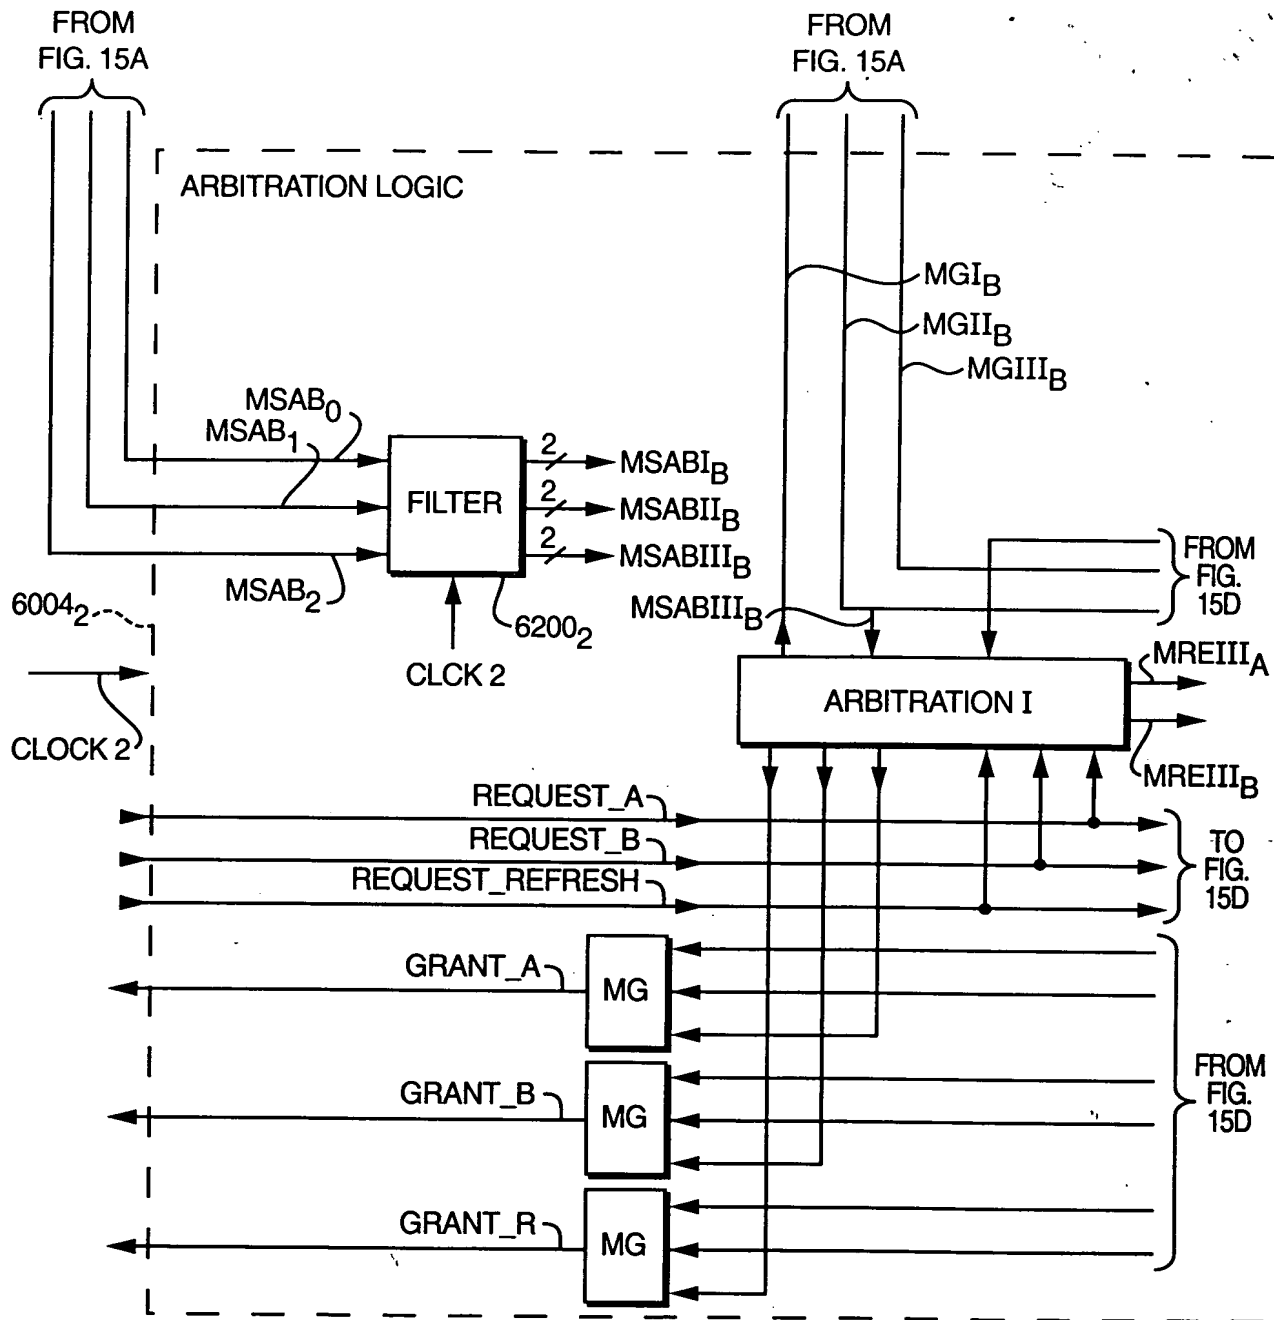 FROM
FIG. 15A
FROM
FIG. 15A
ARBITRATION LOGIC
MGI_B
MGII_B
MGIII_B
MSAB_0
MSAB_1
MSAB_2
FILTER
2
2
2
MSABI_B
MSABII_B
MSABIII_B
6004_2
6200_2
CLCK 2
CLOCK 2
MSABIII_B
FROM
FIG.
15D
ARBITRATION I
MREIII_A
MREIII_B
REQUEST_A
REQUEST_B
REQUEST_REFRESH
TO
FIG.
15D
GRANT_A
MG
GRANT_B
MG
GRANT_R
MG
FROM
FIG.
15D